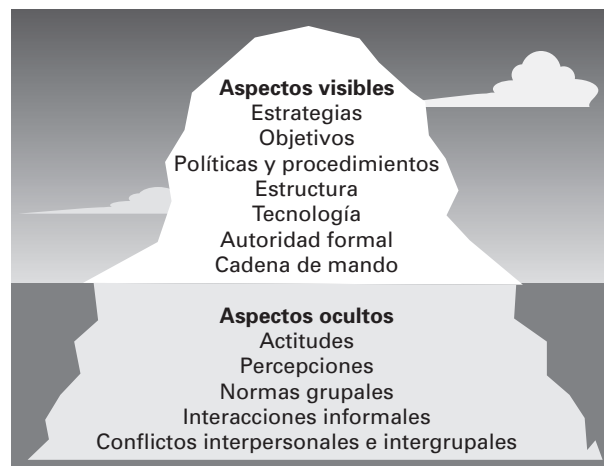 Aspectos visibles
Estrategias
Objetivos
Políticas y procedimientos
Estructura
Tecnología
Autoridad formal
Cadena de mando
Aspectos ocultos
Actitudes
Percepciones
Normas grupales
Interacciones informales
Conflictos interpersonales e intergrupales